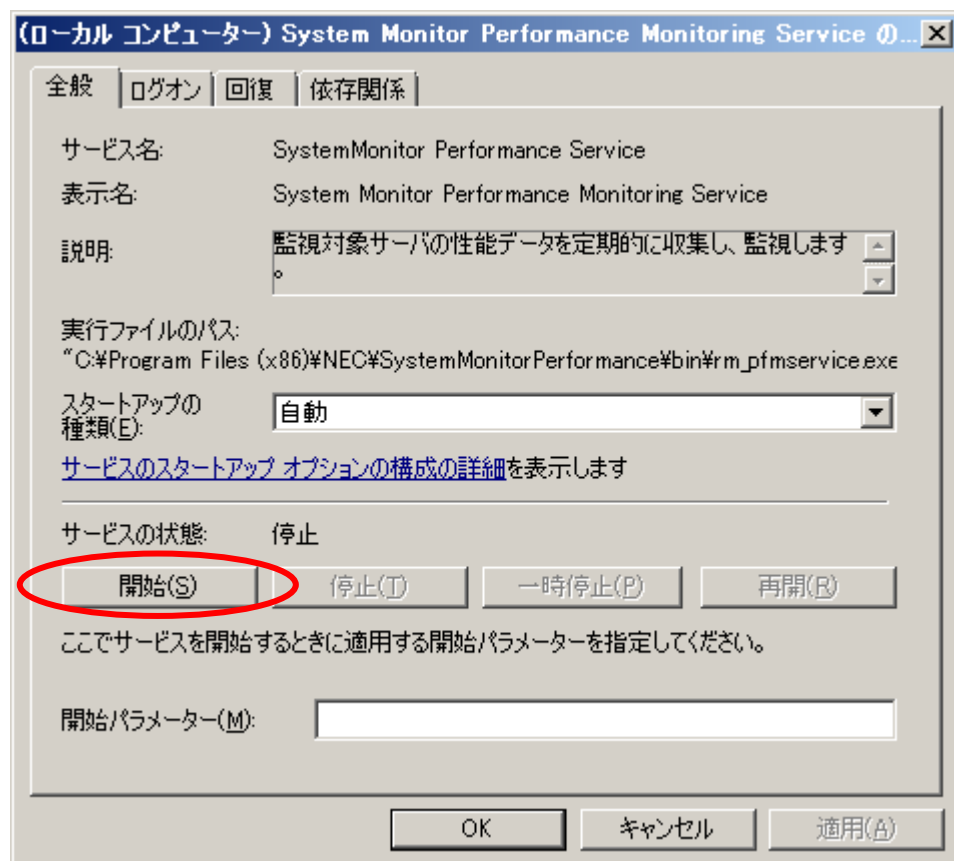 (ローカル コンピューター) System Monitor Performance Monitoring Service の...
全般 ログオン 回復 依存関係
サービス名: SystemMonitor Performance Service
表示名: System Monitor Performance Monitoring Service
説明: 監視対象サーバの性能データを定期的に収集し、監視します
。
実行ファイルのパス:
"C:¥Program Files (x86)¥NEC¥SystemMonitorPerformance¥bin¥rm_pfmservice.exe
スタートアップの
種類(E): 自動
サービスのスタートアップ オプションの構成の詳細を表示します
サービスの状態: 停止
開始(S) 停止(T) 一時停止(P) 再開(R)
ここでサービスを開始するときに適用する開始パラメーターを指定してください。
開始パラメーター(M):
OK キャンセル 適用(A)